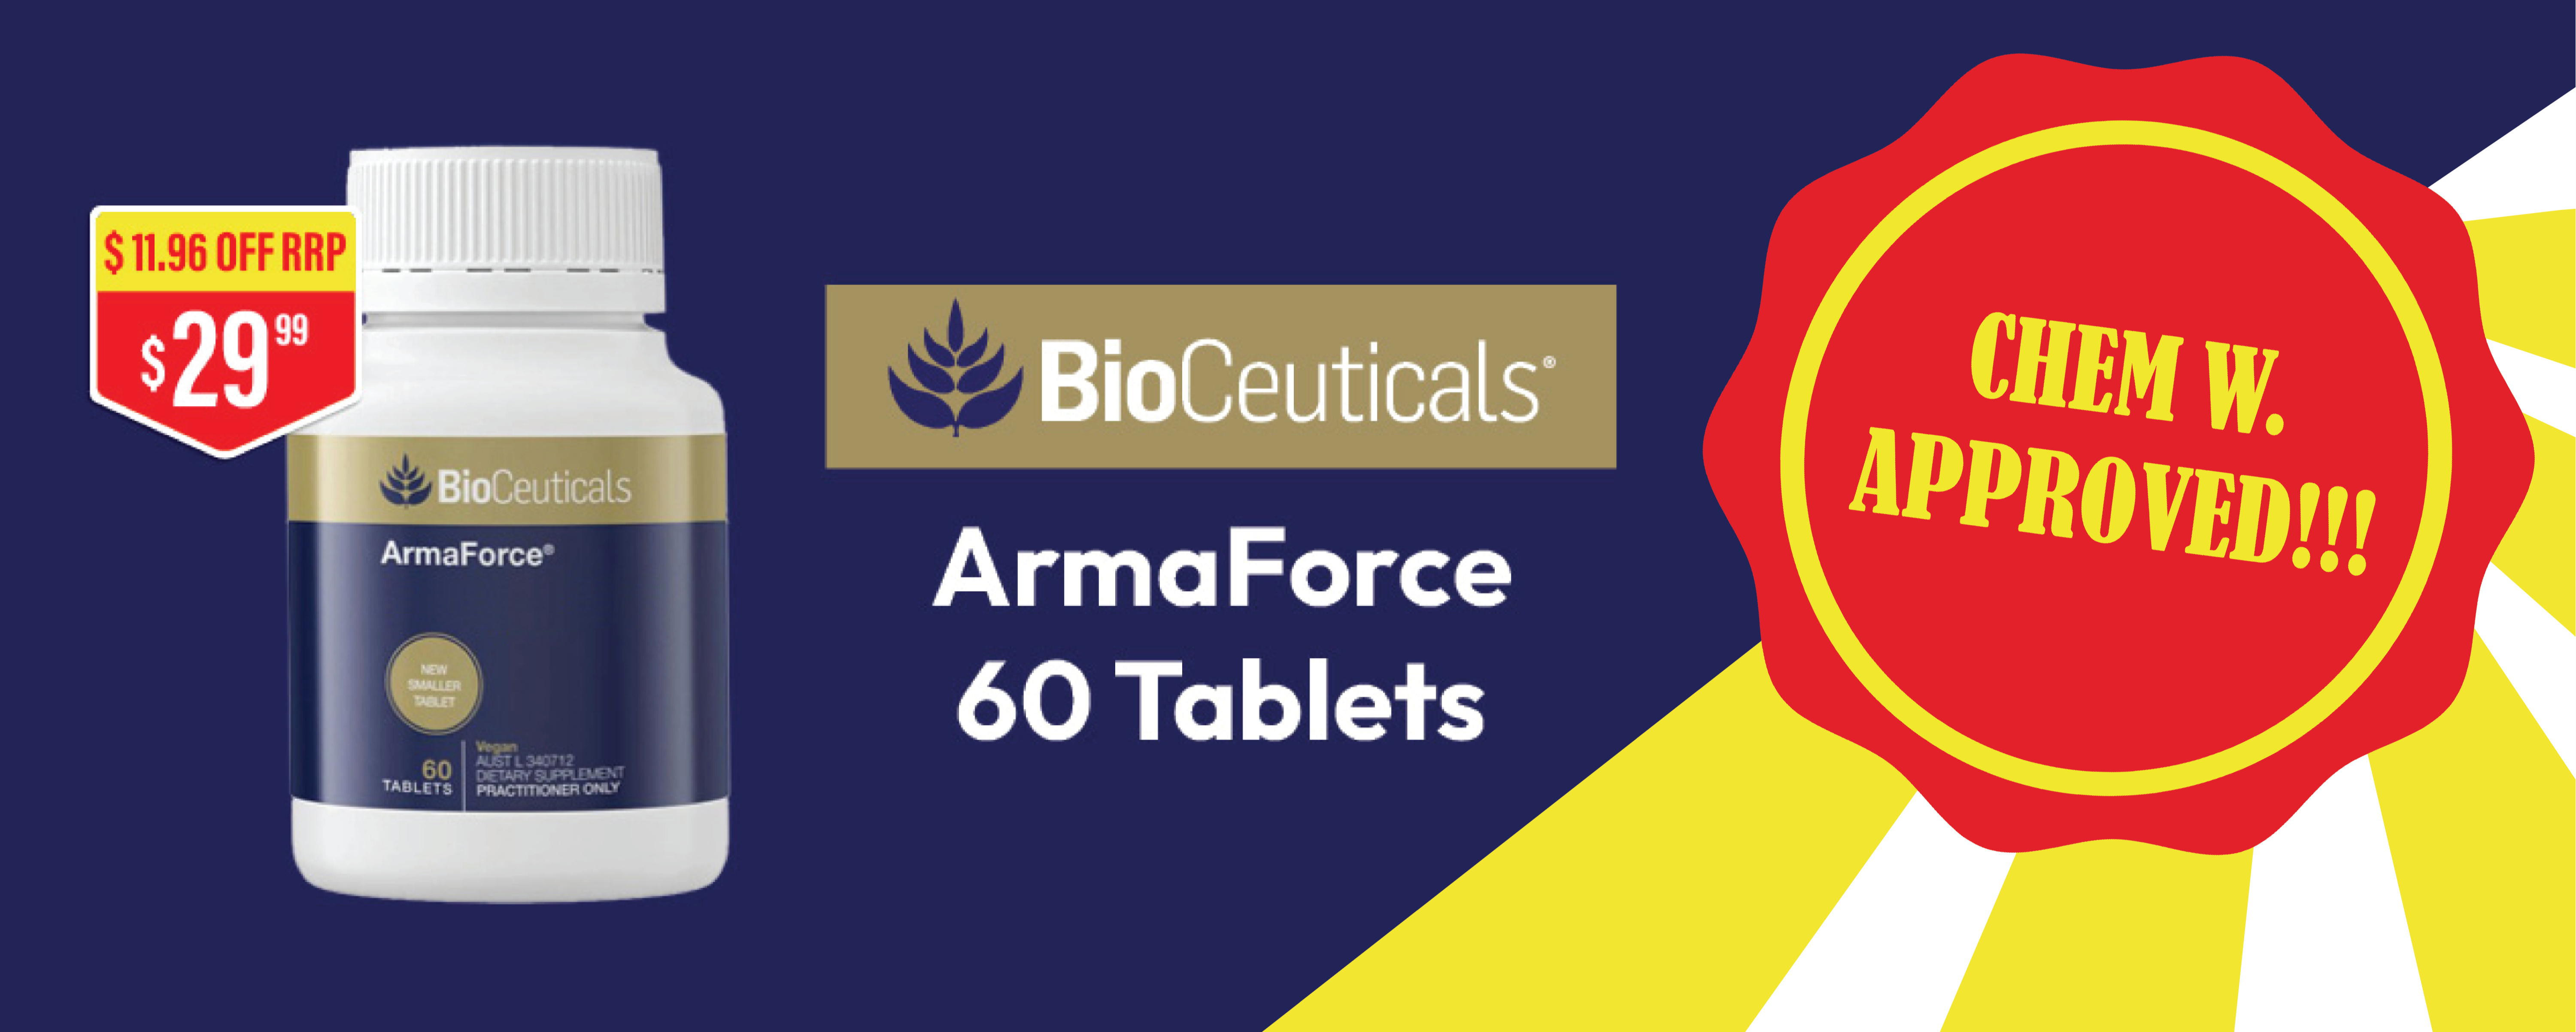 $11.96 OFF RRP
$29.99
BioCeuticals
ArmaForce®
NEW
SMALLER
TABLET
60
TABLETS
Vegan
AUST L 340712
DIETARY SUPPLEMENT
PRACTITIONER ONLY
BioCeuticals®
ArmaForce
60 Tablets
CHEM W.
APPROVED!!!